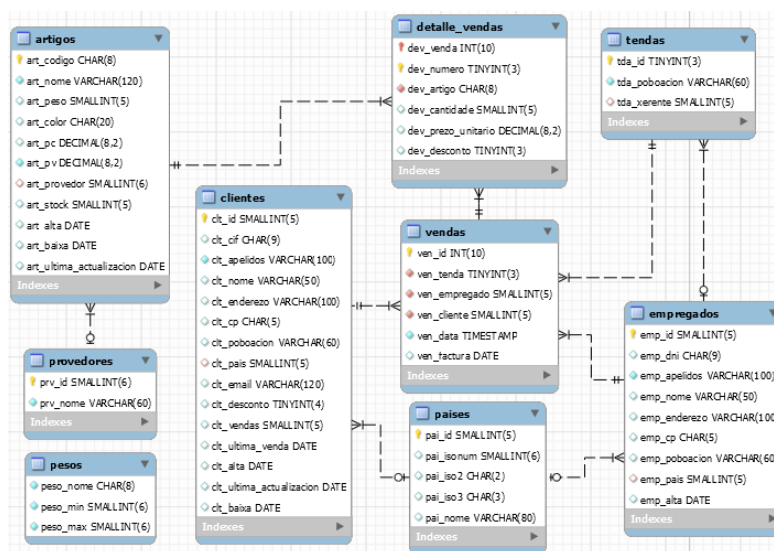 artigos
art_codigo CHAR(8)
art_nome VARCHAR(120)
art_peso SMALLINT(5)
art_color CHAR(20)
art_pc DECIMAL(8,2)
art_pv DECIMAL(8,2)
art_provedor SMALLINT(6)
art_stock SMALLINT(5)
art_alta DATE
art_baixa DATE
art_ultima_actualizacion DATE
Indexes
provedores
prv_id SMALLINT(6)
prv_nome VARCHAR(60)
Indexes
pesos
peso_nome CHAR(8)
peso_min SMALLINT(6)
peso_max SMALLINT(6)
clientes
clt_id SMALLINT(5)
clt_cif CHAR(9)
clt_apelidos VARCHAR(100)
clt_nome VARCHAR(50)
clt_enderezo VARCHAR(100)
clt_cp CHAR(5)
clt_poboacion VARCHAR(60)
clt_pais SMALLINT(5)
clt_email VARCHAR(120)
clt_desconto TINYINT(4)
clt_vendas SMALLINT(5)
clt_ultima_venda DATE
clt_alta DATE
clt_ultima_actualizacion DATE
clt_baixa DATE
Indexes
detalle_vendas
dev_venda INT(10)
dev_numero TINYINT(3)
dev_artigo CHAR(8)
dev_cantidade SMALLINT(5)
dev_prezo_unitario DECIMAL(8,2)
dev_desconto TINYINT(3)
Indexes
vendas
ven_id INT(10)
ven_tenda TINYINT(3)
ven_empregado SMALLINT(5)
ven_cliente SMALLINT(5)
ven_data TIMESTAMP
ven_factura DATE
Indexes
paises
pai_id SMALLINT(5)
pai_isonum SMALLINT(6)
pai_iso2 CHAR(2)
pai_iso3 CHAR(3)
pai_nome VARCHAR(80)
Indexes
tendas
tda_id TINYINT(3)
tda_poboacion VARCHAR(60)
tda_xerente SMALLINT(5)
Indexes
empregados
emp_id SMALLINT(5)
emp_dni CHAR(9)
emp_apelidos VARCHAR(100)
emp_nome VARCHAR(50)
emp_enderezo VARCHAR(100
emp_cp CHAR(5)
emp_poboacion VARCHAR(60
emp_pais SMALLINT(5)
emp_alta DATE
Indexes